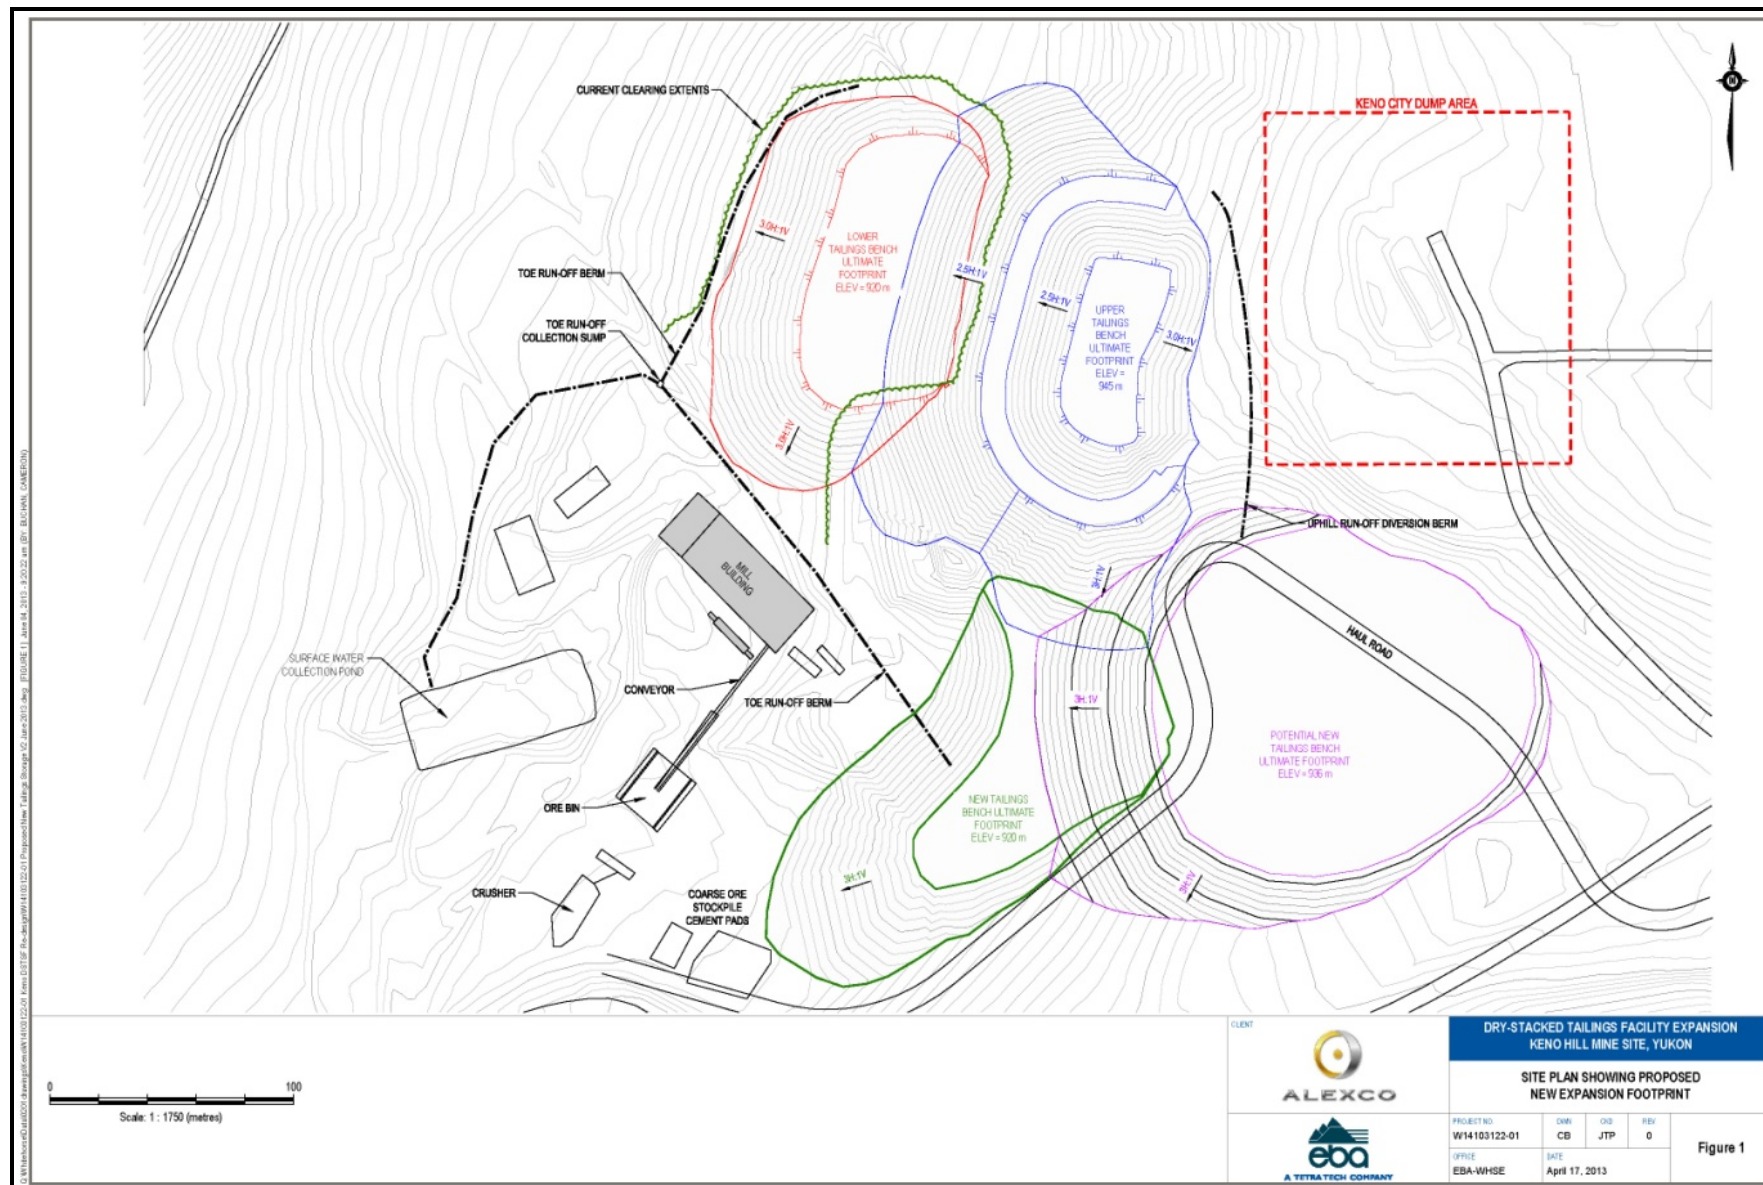 CURRENT CLEARING EXTENTS
KENO CITY DUMP AREA
N
3.0H:1V
LOWER
TAILINGS BENCH
ULTIMATE
FOOTPRINT
ELEV = 920 m
2.5H:1V
2.5H:1V
UPPER
TAILINGS
BENCH
ULTIMATE
FOOTPRINT
ELEV =
945 m
3.0H:1V
TOE RUN-OFF BERM
TOE RUN-OFF
COLLECTION SUMP
3.0H:1V
UPHILL RUN-OFF DIVERSION BERM
MILL
BUILDING
3H:1V
HAUL ROAD
SURFACE WATER
COLLECTION POND
CONVEYOR
TOE RUN-OFF BERM
3H:1V
POTENTIAL NEW
TAILINGS BENCH
ULTIMATE FOOTPRINT
ELEV = 936 m
ORE BIN
NEW TAILINGS
BENCH ULTIMATE
FOOTPRINT
ELEV = 920 m
3H:1V
3H:1V
CRUSHER
COARSE ORE
STOCKPILE
CEMENT PADS
0 100
Scale: 1 : 1750 (metres)
CLIENT
ALEXCO
eba
A TETRA TECH COMPANY
DRY-STACKED TAILINGS FACILITY EXPANSION
KENO HILL MINE SITE, YUKON
SITE PLAN SHOWING PROPOSED
NEW EXPANSION FOOTPRINT
PROJECT NO. DWN CKD REV
W14103122-01 CB JTP 0
OFFICE DATE
EBA-WHSE April 17, 2013
Figure 1